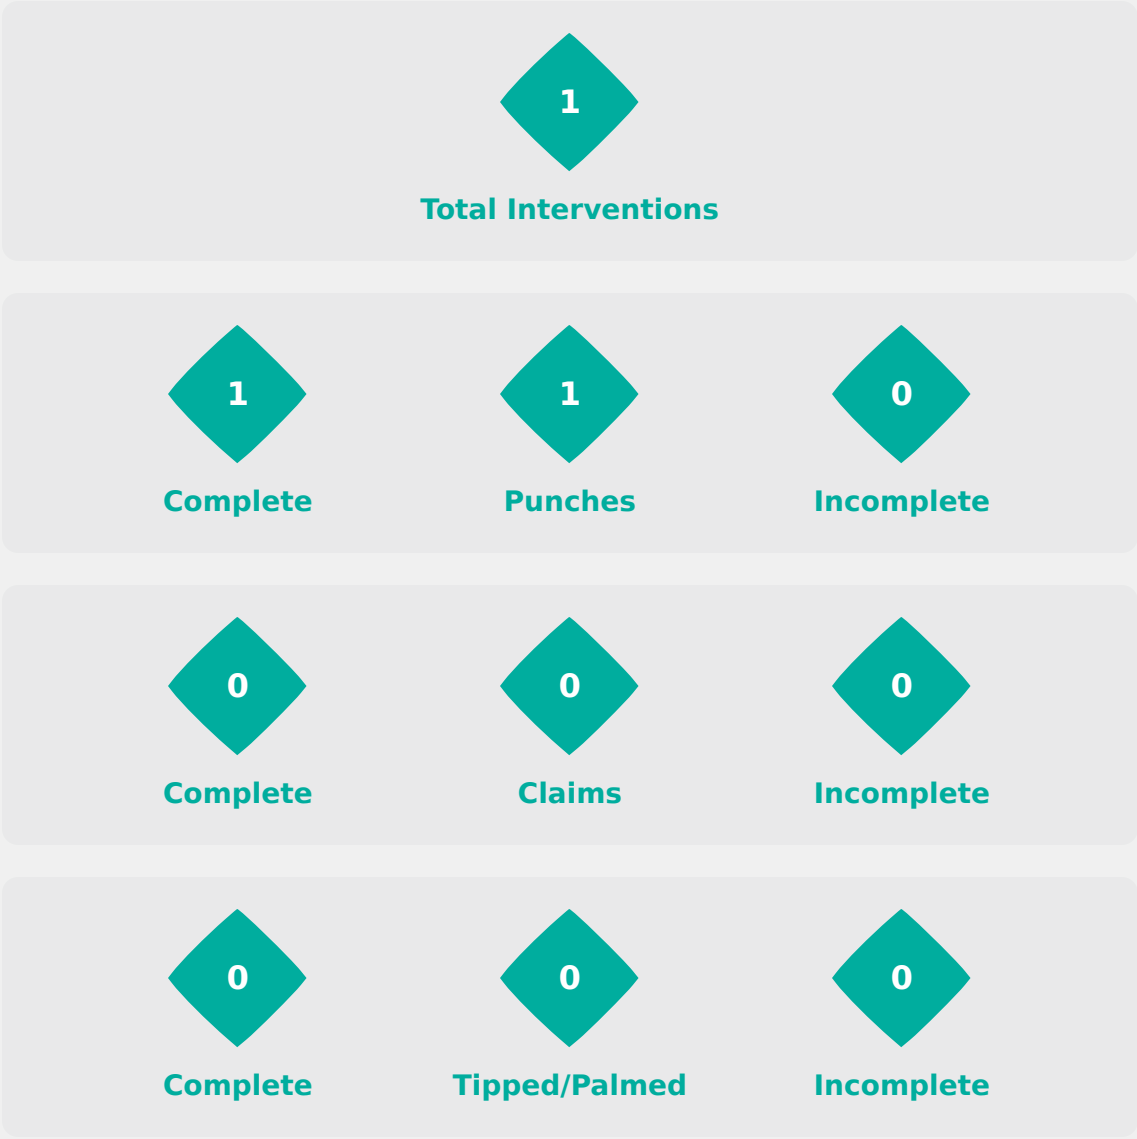 1
Total Interventions
1 1 0
Complete Punches Incomplete
0 0 0
Complete Claims Incomplete
0 0 0
Complete Tipped/Palmed Incomplete